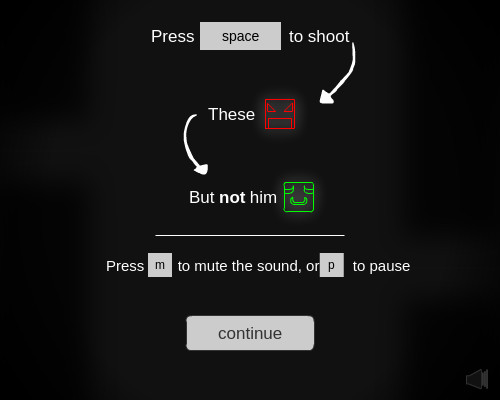 Press space to shoot
These
But not him
Press m to mute the sound, or p to pause
continue